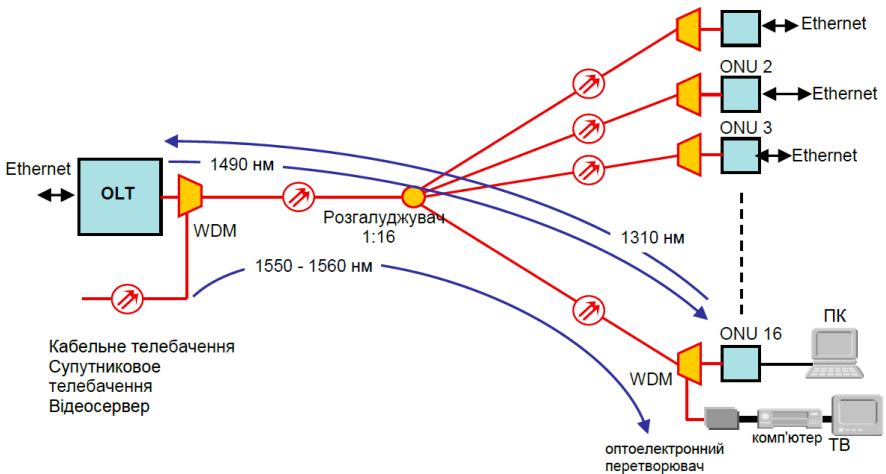 Ethernet
ONU 2
Ethernet
ONU 3
Ethernet
Ethernet
OLT
1490 нм
WDM
Розгалуджувач
1:16
1310 нм
1550 - 1560 нм
Кабельне телебачення
Супутниковое
телебачення
Відеосервер
ONU 16
ПК
WDM
комп'ютер
ТВ
оптоелектронний
перетворювач